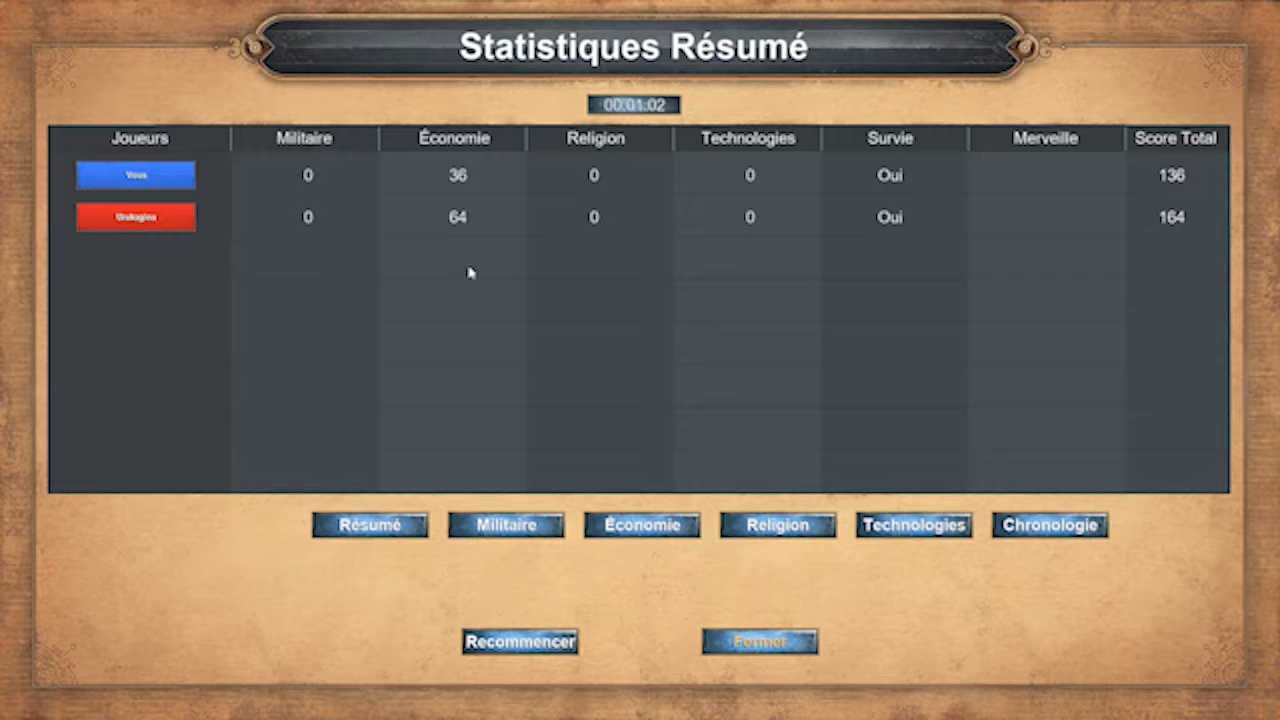 Statistiques Résumé
00:01:02
Joueurs Militaire Économie Religion Technologies Survie Merveille Score Total
Vous 0 36 0 0 Oui 136
0 64 0 0 Oui 164
Résumé Militaire Économie Religion Technologies Chronologie
Recommencer Fermer